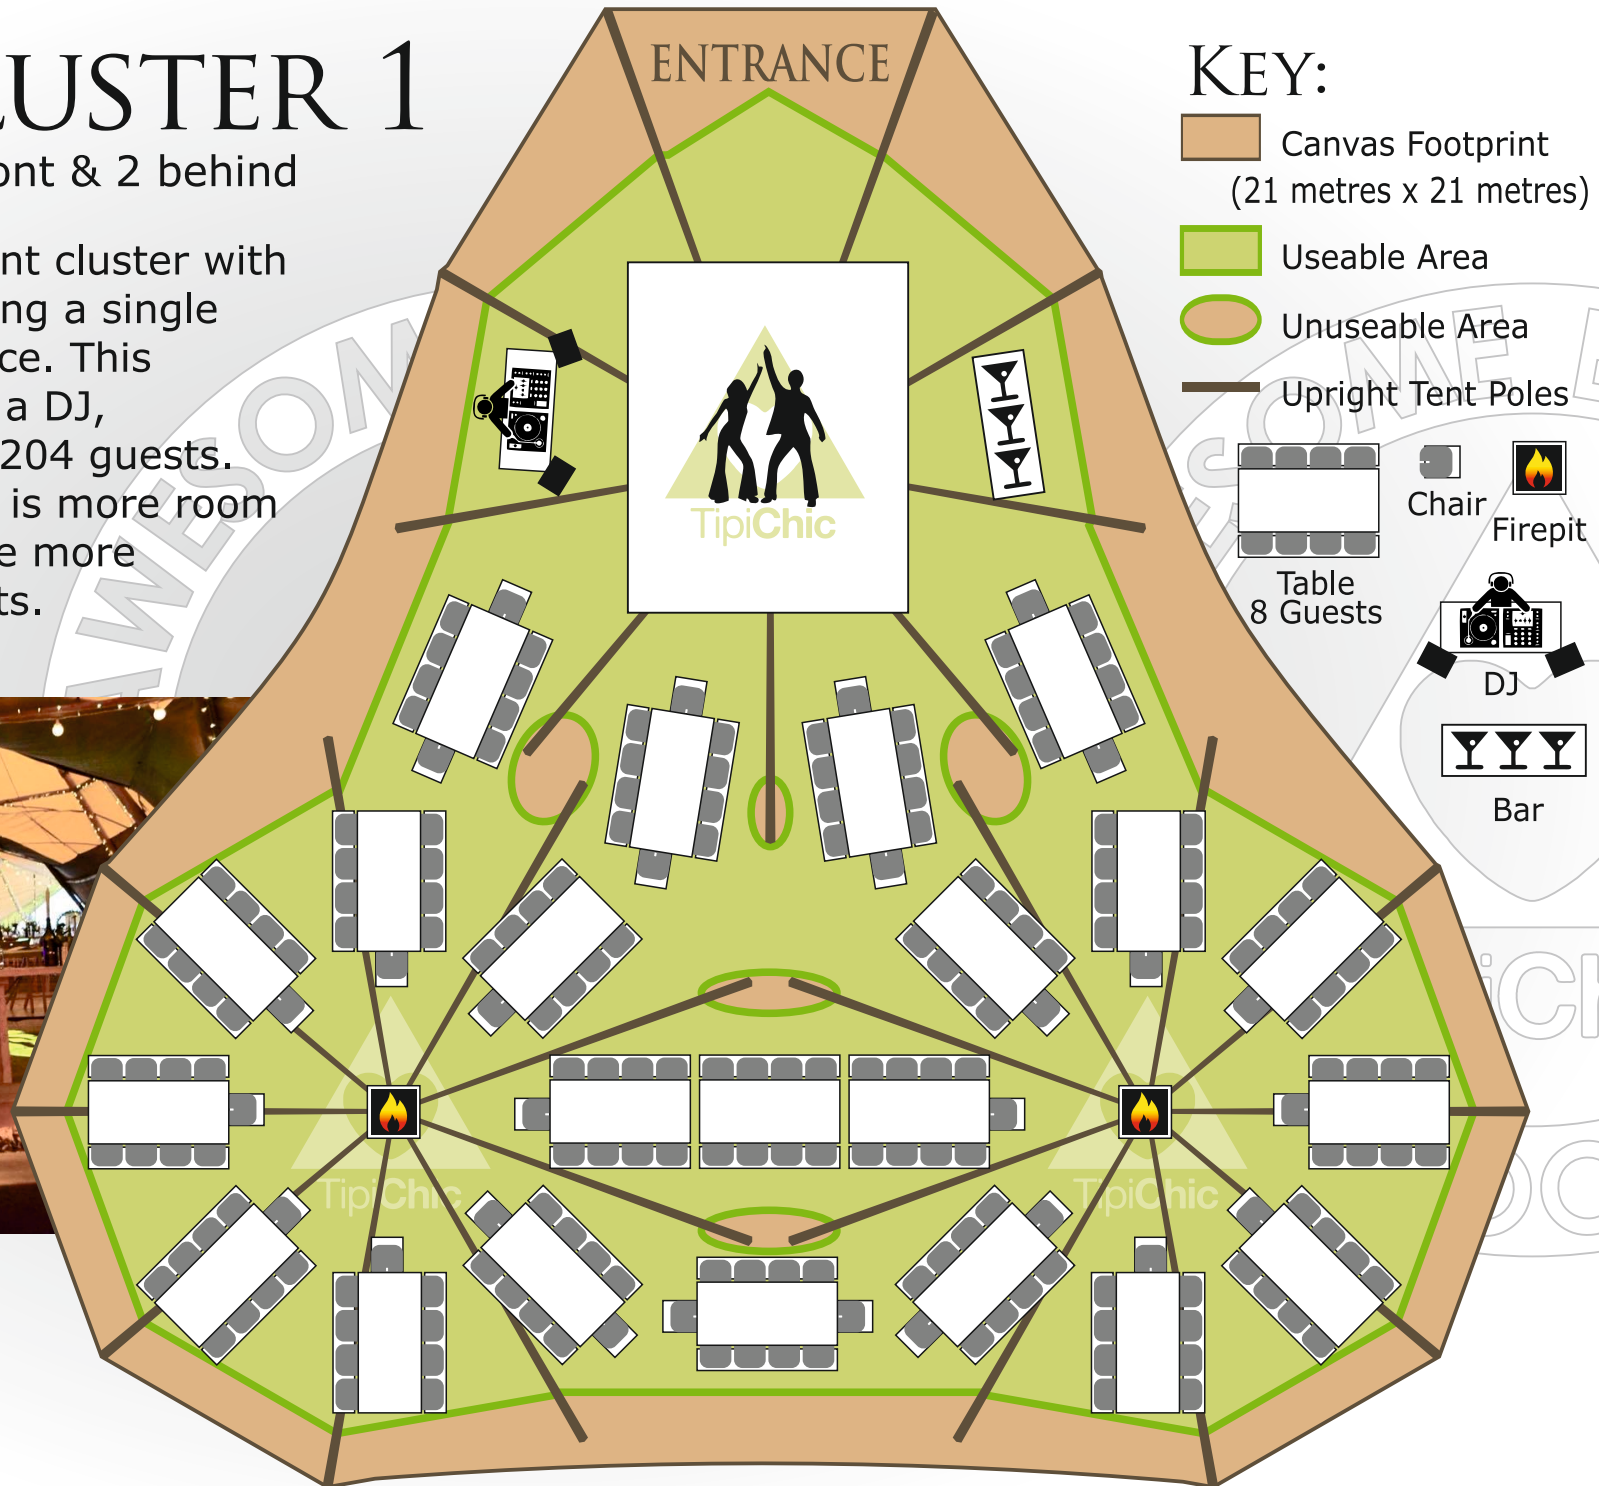 LUSTER 1
ont & 2 behind
nt cluster with
ng a single
ce. This
a DJ,
204 guests.
is more room
e more
ts.
ENTRANCE
TipiChic
TipiChic
TipiChic
KEY:
Canvas Footprint
(21 metres x 21 metres)
Useable Area
Unuseable Area
Upright Tent Poles
Chair
Firepit
Table
8 Guests
DJ
Bar
AWESOM